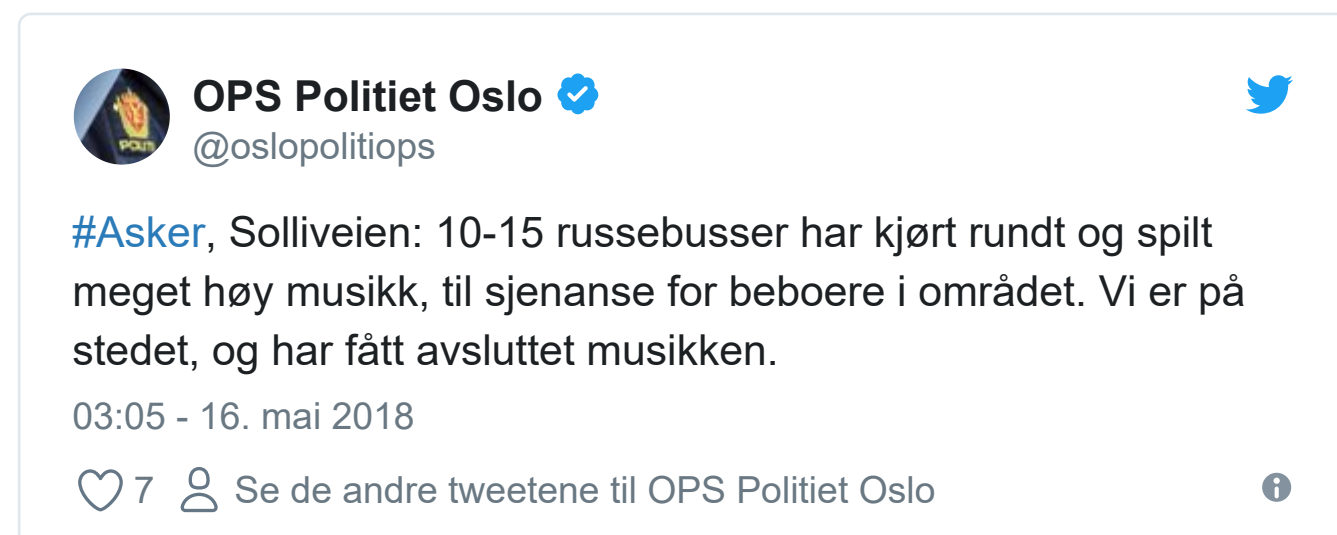 OPS Politiet Oslo
@oslopolitiops
POLITI
#Asker, Solliveien: 10-15 russebusser har kjørt rundt og spilt
meget høy musikk, til sjenanse for beboere i området. Vi er på
stedet, og har fått avsluttet musikken.
03:05 - 16. mai 2018
7 Se de andre tweetene til OPS Politiet Oslo